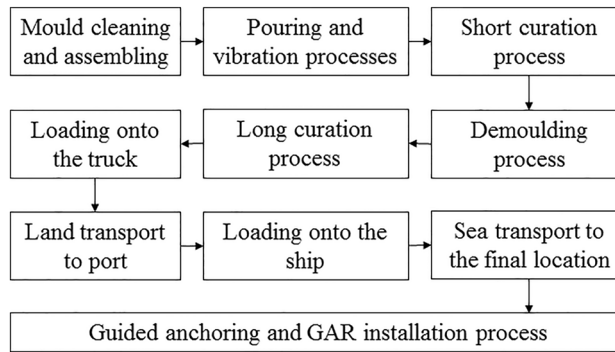 Mould cleaning
and assembling
Pouring and
vibration processes
Short curation
process
Loading onto
the truck
Long curation
process
Demoulding
process
Land transport
to port
Loading onto the
ship
Sea transport to
the final location
Guided anchoring and GAR installation process